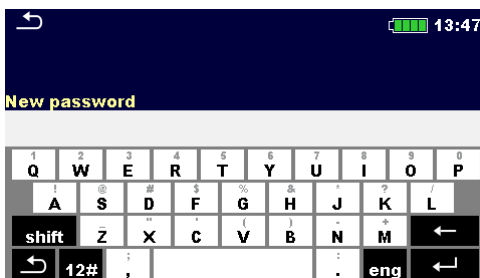 13:47
New password
1 2 3 4 5 6 7 8 9 0
Q W E R T Y U I O P
! @ # $ % & * ? /
A S D F G H J K L
- " ' ( ) - +
shift Z X C V B N M
; :
12# , . eng